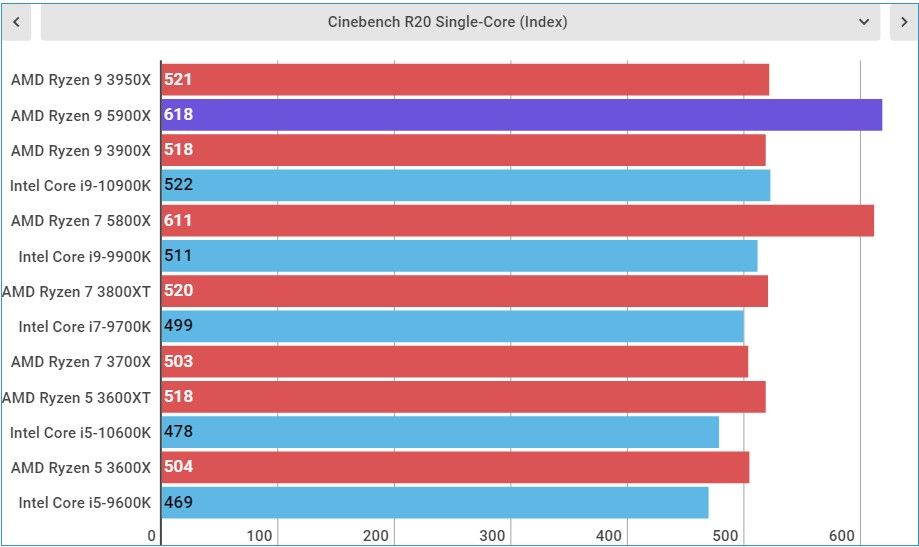 Cinebench R20 Single-Core (Index)
AMD Ryzen 9 3950X 521
AMD Ryzen 9 5900X 618
AMD Ryzen 9 3900X 518
Intel Core i9-10900K 522
AMD Ryzen 7 5800X 611
Intel Core i9-9900K 511
AMD Ryzen 7 3800XT 520
Intel Core i7-9700K 499
AMD Ryzen 7 3700X 503
AMD Ryzen 5 3600XT 518
Intel Core i5-10600K 478
AMD Ryzen 5 3600X 504
Intel Core i5-9600K 469
0 100 200 300 400 500 600